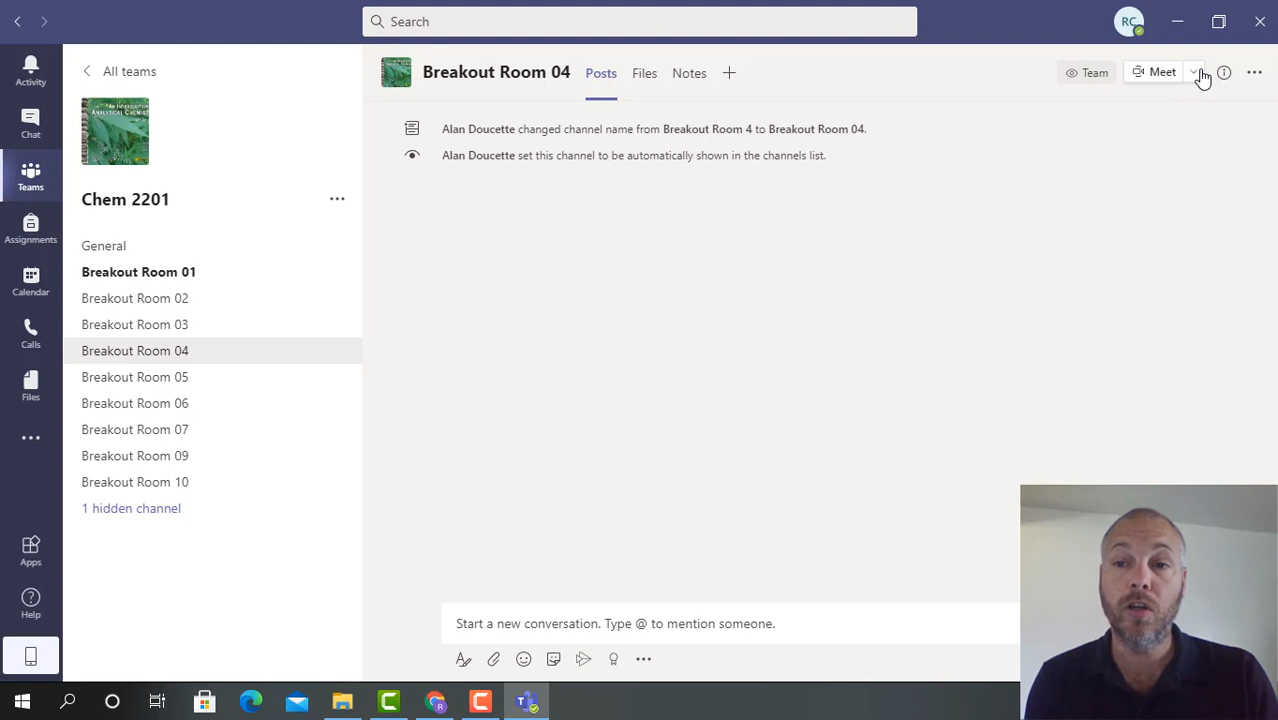 Search
RC
Activity
Chat
Teams
Assignments
Calendar
Calls
Files
Apps
Help
All teams
Chem 2201
General
Breakout Room 01
Breakout Room 02
Breakout Room 03
Breakout Room 04
Breakout Room 05
Breakout Room 06
Breakout Room 07
Breakout Room 09
Breakout Room 10
1 hidden channel
Breakout Room 04 Posts Files Notes
Team Meet
Alan Doucette changed channel name from Breakout Room 4 to Breakout Room 04.
Alan Doucette set this channel to be automatically shown in the channels list.
Start a new conversation. Type @ to mention someone.